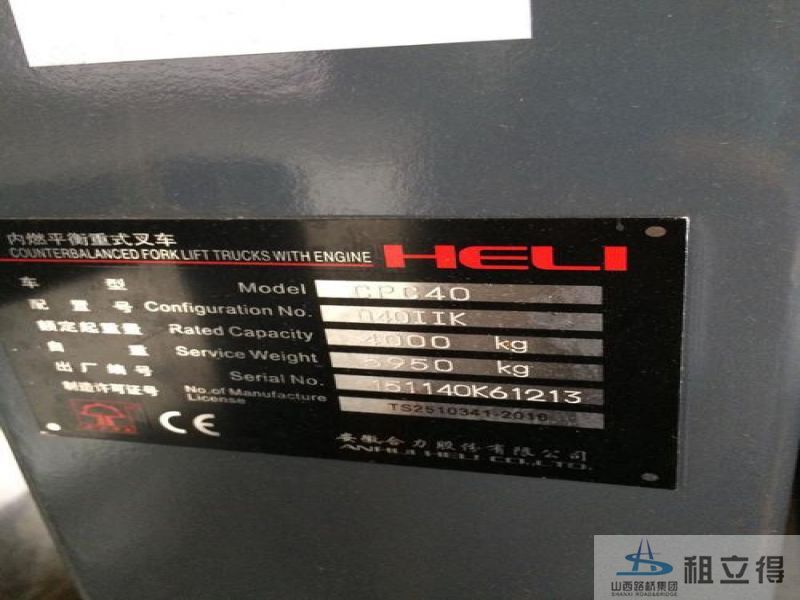 内燃平衡重式叉车
COUNTERBALANCED FORK LIFT TRUCKS WITH ENGINE HELI
车型 Model CPC40
配置号 Configuration No. 040IIK
额定起重量 Rated Capacity 4000 kg
自重 Service Weight 5950 kg
出厂编号 Serial No. 151140K61213
制造许可证号 No. of Manufacture License TS2510341-2016
CE
安徽合力股份有限公司
ANHUI HELI CO.,LTD.
山西路桥集团
SHANXI ROAD&BRIDGE
租立得